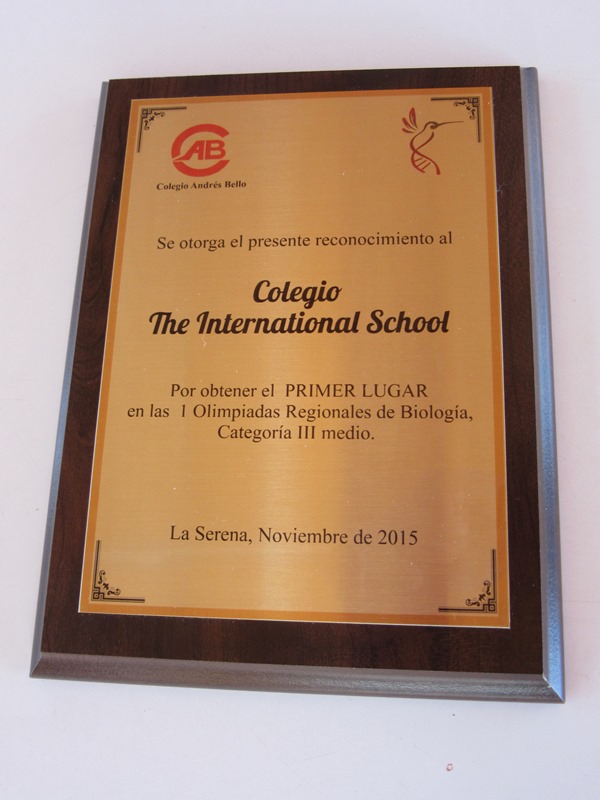 CAB
Colegio Andrés Bello
Se otorga el presente reconocimiento al
Colegio
The International School
Por obtener el PRIMER LUGAR
en las I Olimpiadas Regionales de Biología,
Categoría III medio.
La Serena, Noviembre de 2015